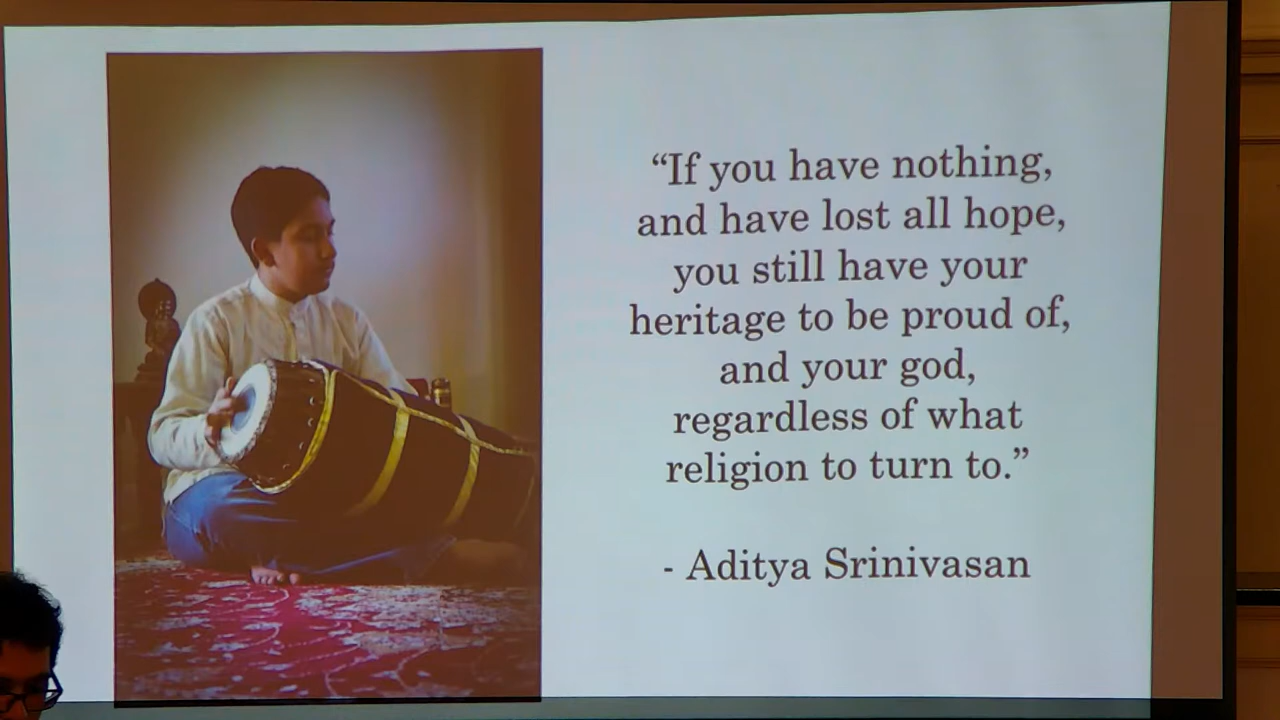 “If you have nothing,
and have lost all hope,
you still have your
heritage to be proud of,
and your god,
regardless of what
religion to turn to.”
- Aditya Srinivasan